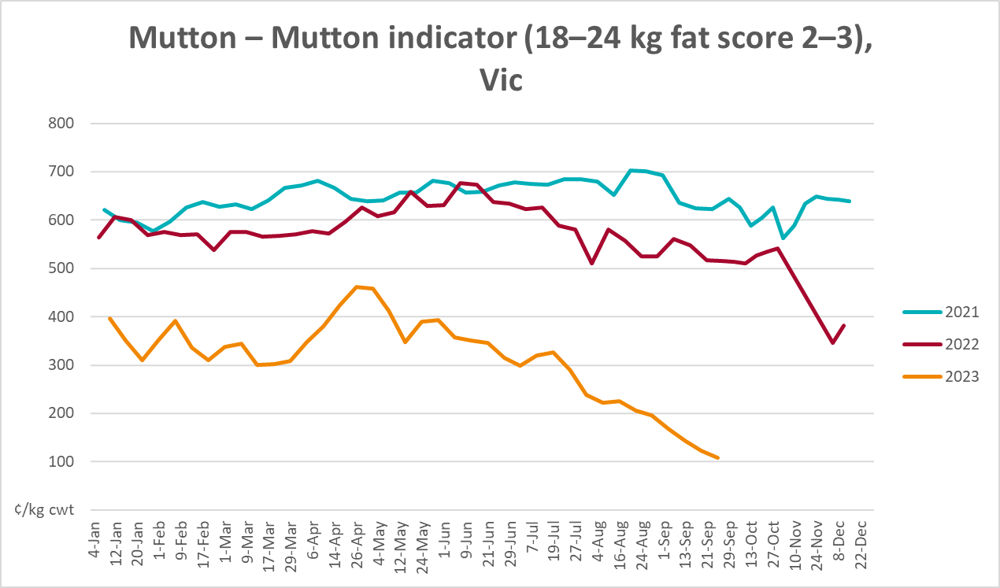 Mutton – Mutton indicator (18–24 kg fat score 2–3),
Vic
800
700
600
500
400
300
200
100
¢/kg cwt
4-Jan
12-Jan
20-Jan
1-Feb
9-Feb
17-Feb
1-Mar
9-Mar
17-Mar
29-Mar
6-Apr
14-Apr
26-Apr
4-May
12-May
24-May
1-Jun
9-Jun
21-Jun
29-Jun
7-Jul
19-Jul
27-Jul
4-Aug
16-Aug
24-Aug
1-Sep
13-Sep
21-Sep
29-Sep
13-Oct
27-Oct
10-Nov
24-Nov
8-Dec
22-Dec
2021
2022
2023